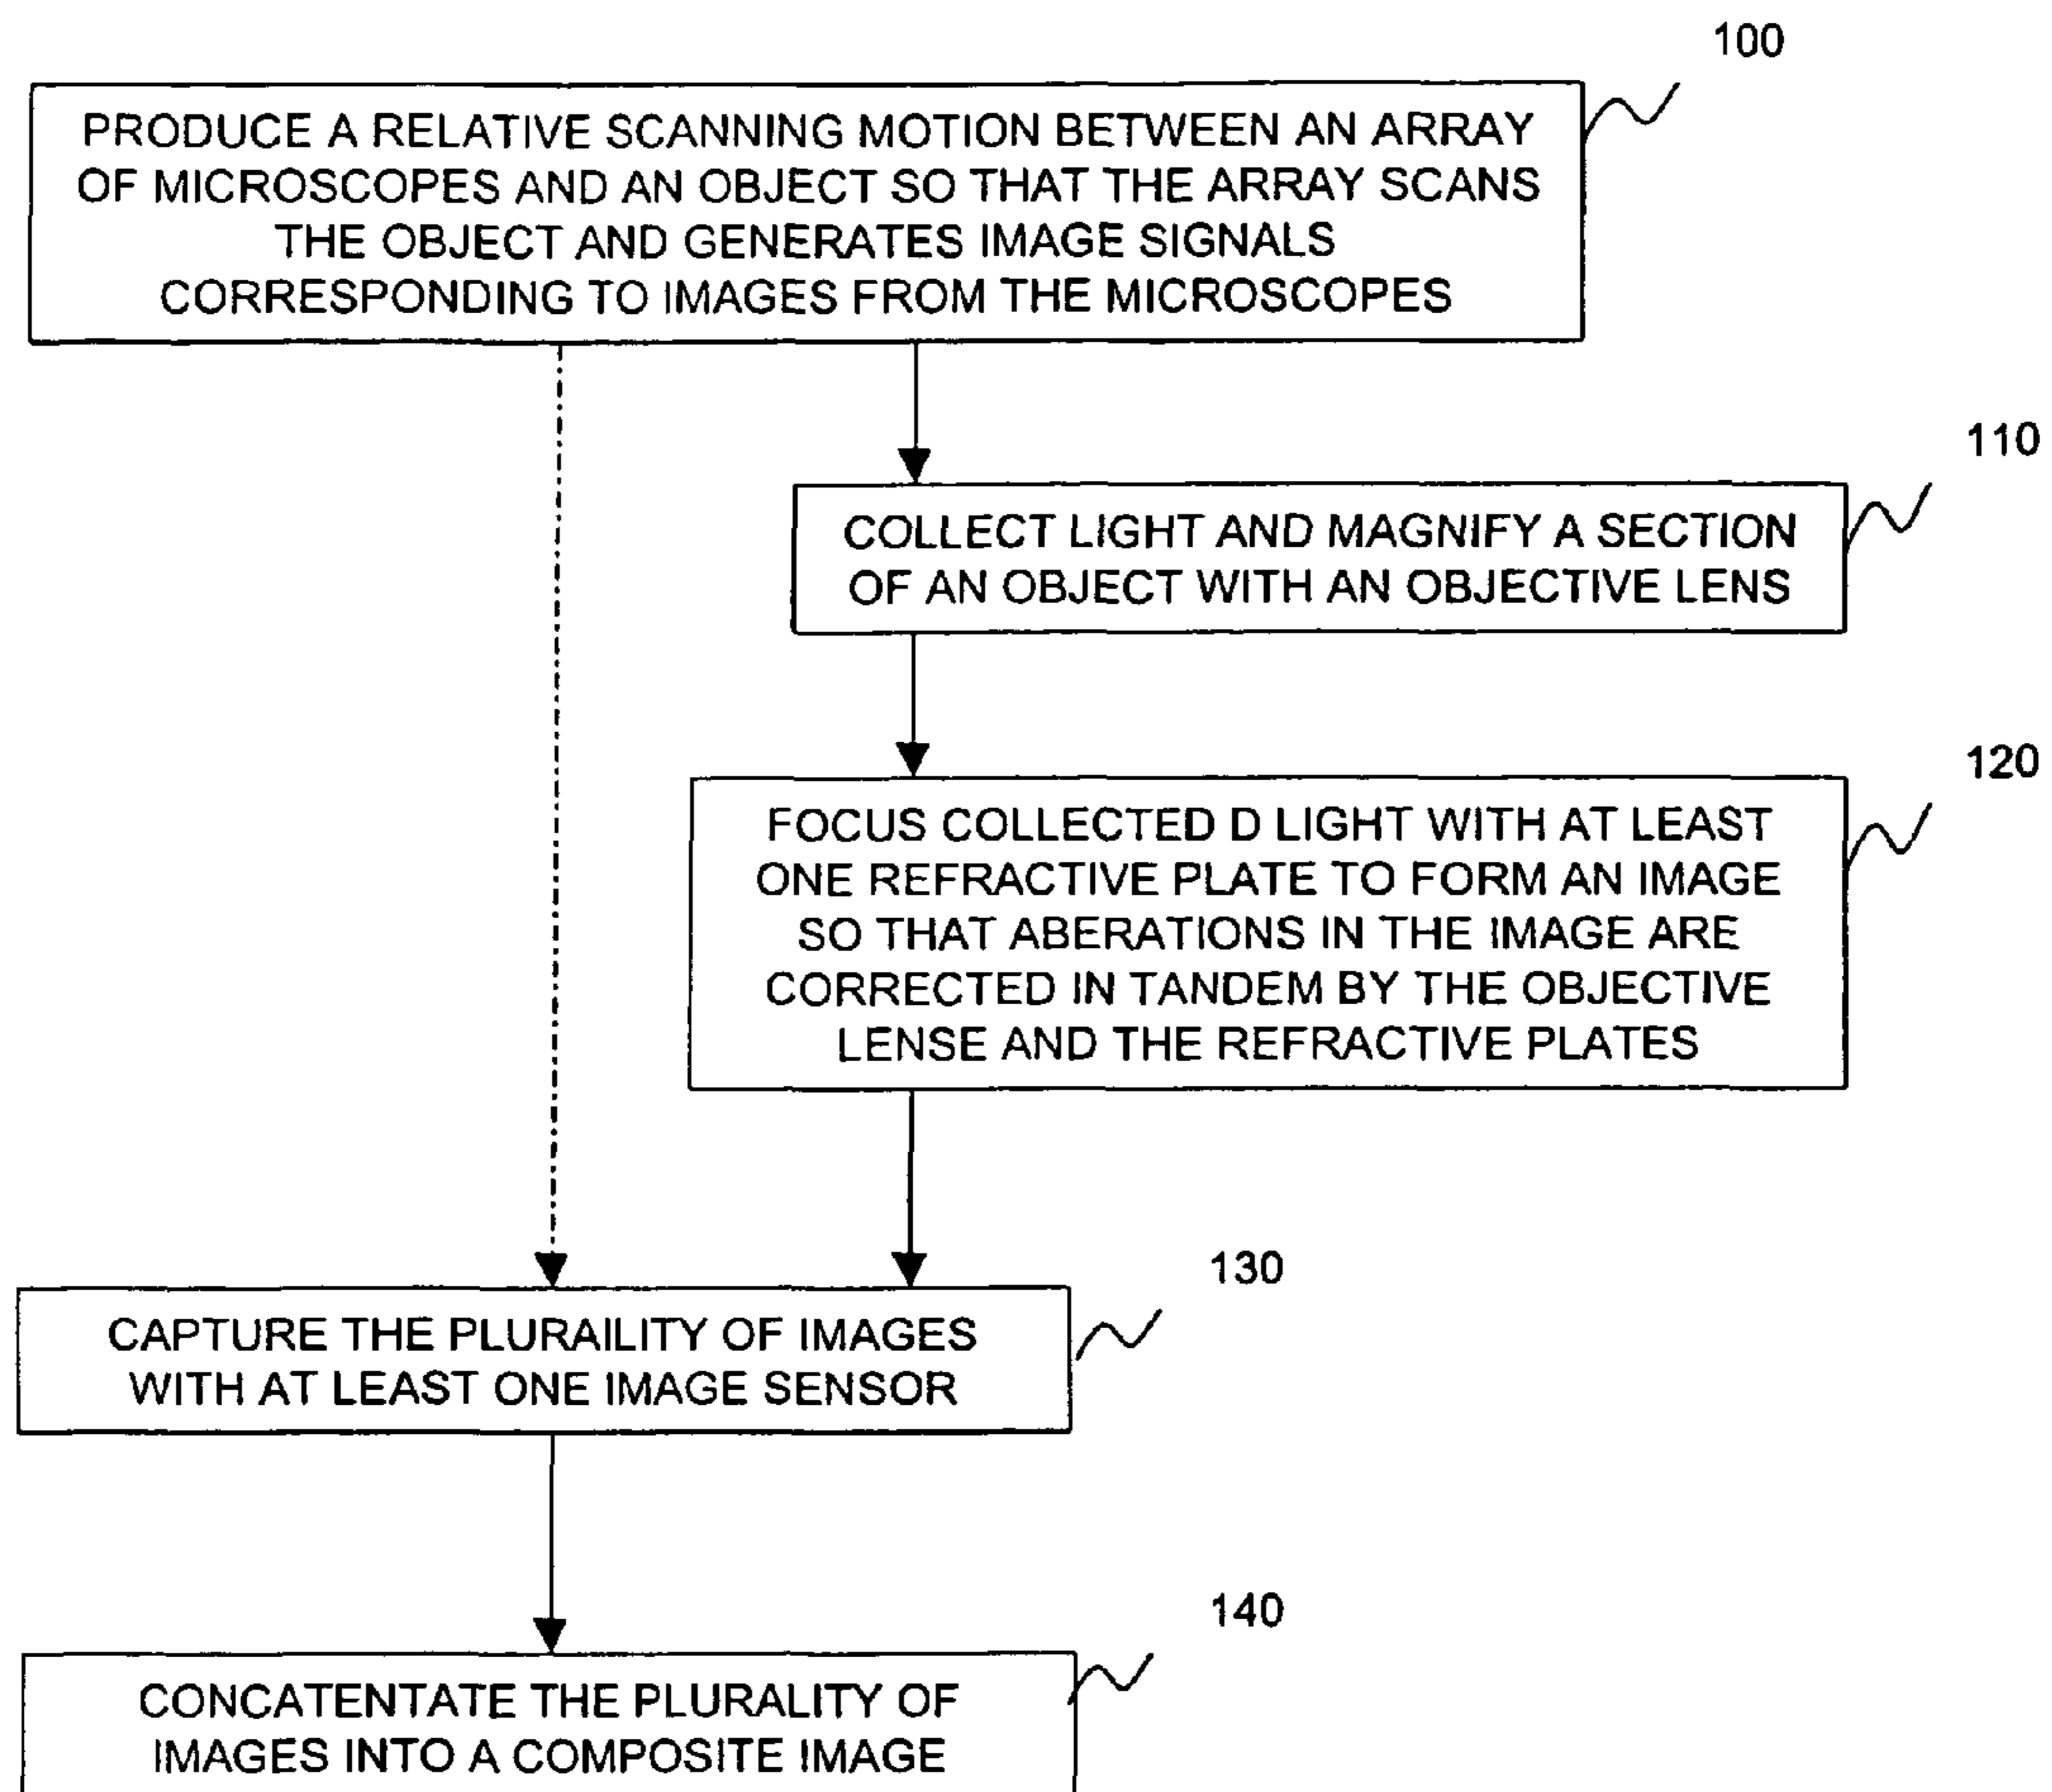 100
PRODUCE A RELATIVE SCANNING MOTION BETWEEN AN ARRAY
OF MICROSCOPES AND AN OBJECT SO THAT THE ARRAY SCANS
THE OBJECT AND GENERATES IMAGE SIGNALS
CORRESPONDING TO IMAGES FROM THE MICROSCOPES
110
COLLECT LIGHT AND MAGNIFY A SECTION
OF AN OBJECT WITH AN OBJECTIVE LENS
120
FOCUS COLLECTED D LIGHT WITH AT LEAST
ONE REFRACTIVE PLATE TO FORM AN IMAGE
SO THAT ABERATIONS IN THE IMAGE ARE
CORRECTED IN TANDEM BY THE OBJECTIVE
LENSE AND THE REFRACTIVE PLATES
130
CAPTURE THE PLURAILITY OF IMAGES
WITH AT LEAST ONE IMAGE SENSOR
140
CONCATENTATE THE PLURALITY OF
IMAGES INTO A COMPOSITE IMAGE